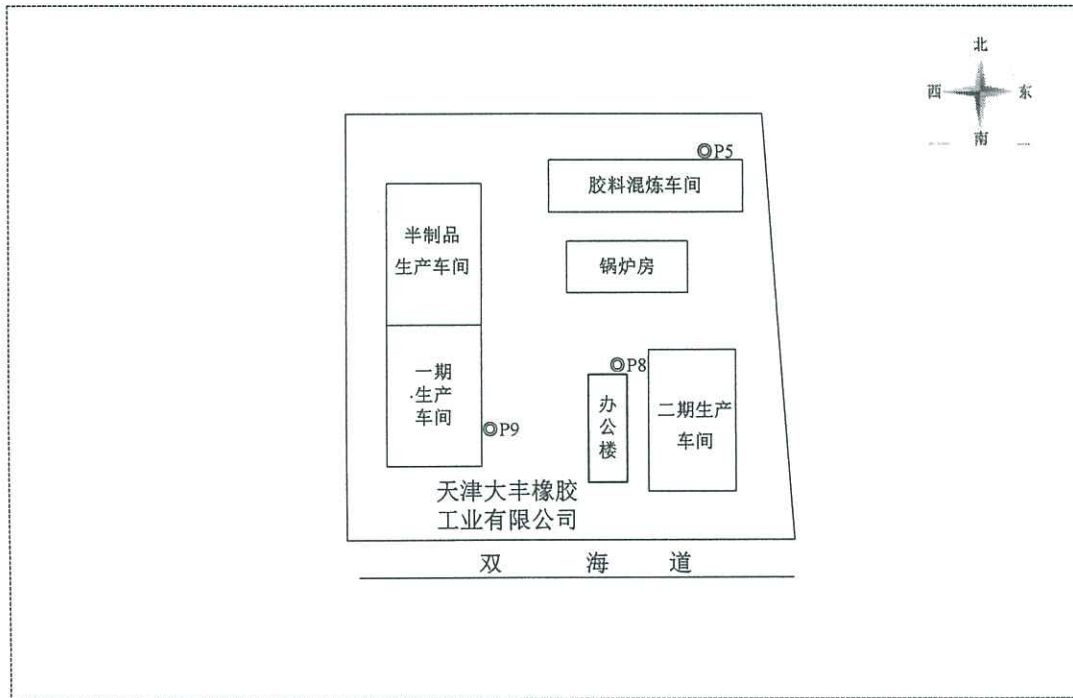 北
西
东
南
◎P5
胶料混炼车间
半制品
生产车间
锅炉房
一期
生产
车间
◎P8
办
公
楼
二期生产
车间
◎P9
天津大丰橡胶
工业有限公司
双海道